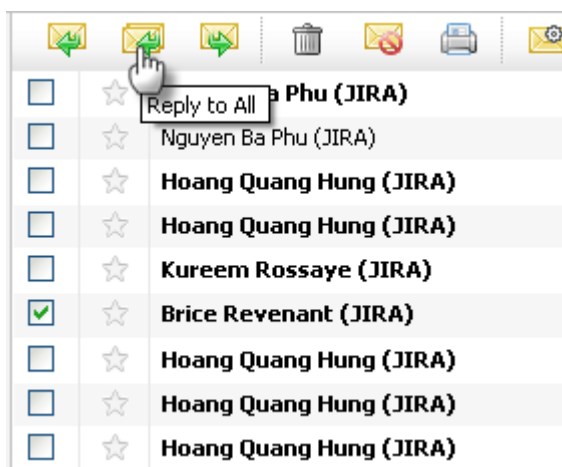 a Phu (JIRA)
Reply to All
Nguyen Ba Phu (JIRA)
Hoang Quang Hung (JIRA)
Hoang Quang Hung (JIRA)
Kureem Rossaye (JIRA)
Brice Revenant (JIRA)
Hoang Quang Hung (JIRA)
Hoang Quang Hung (JIRA)
Hoang Quang Hung (JIRA)